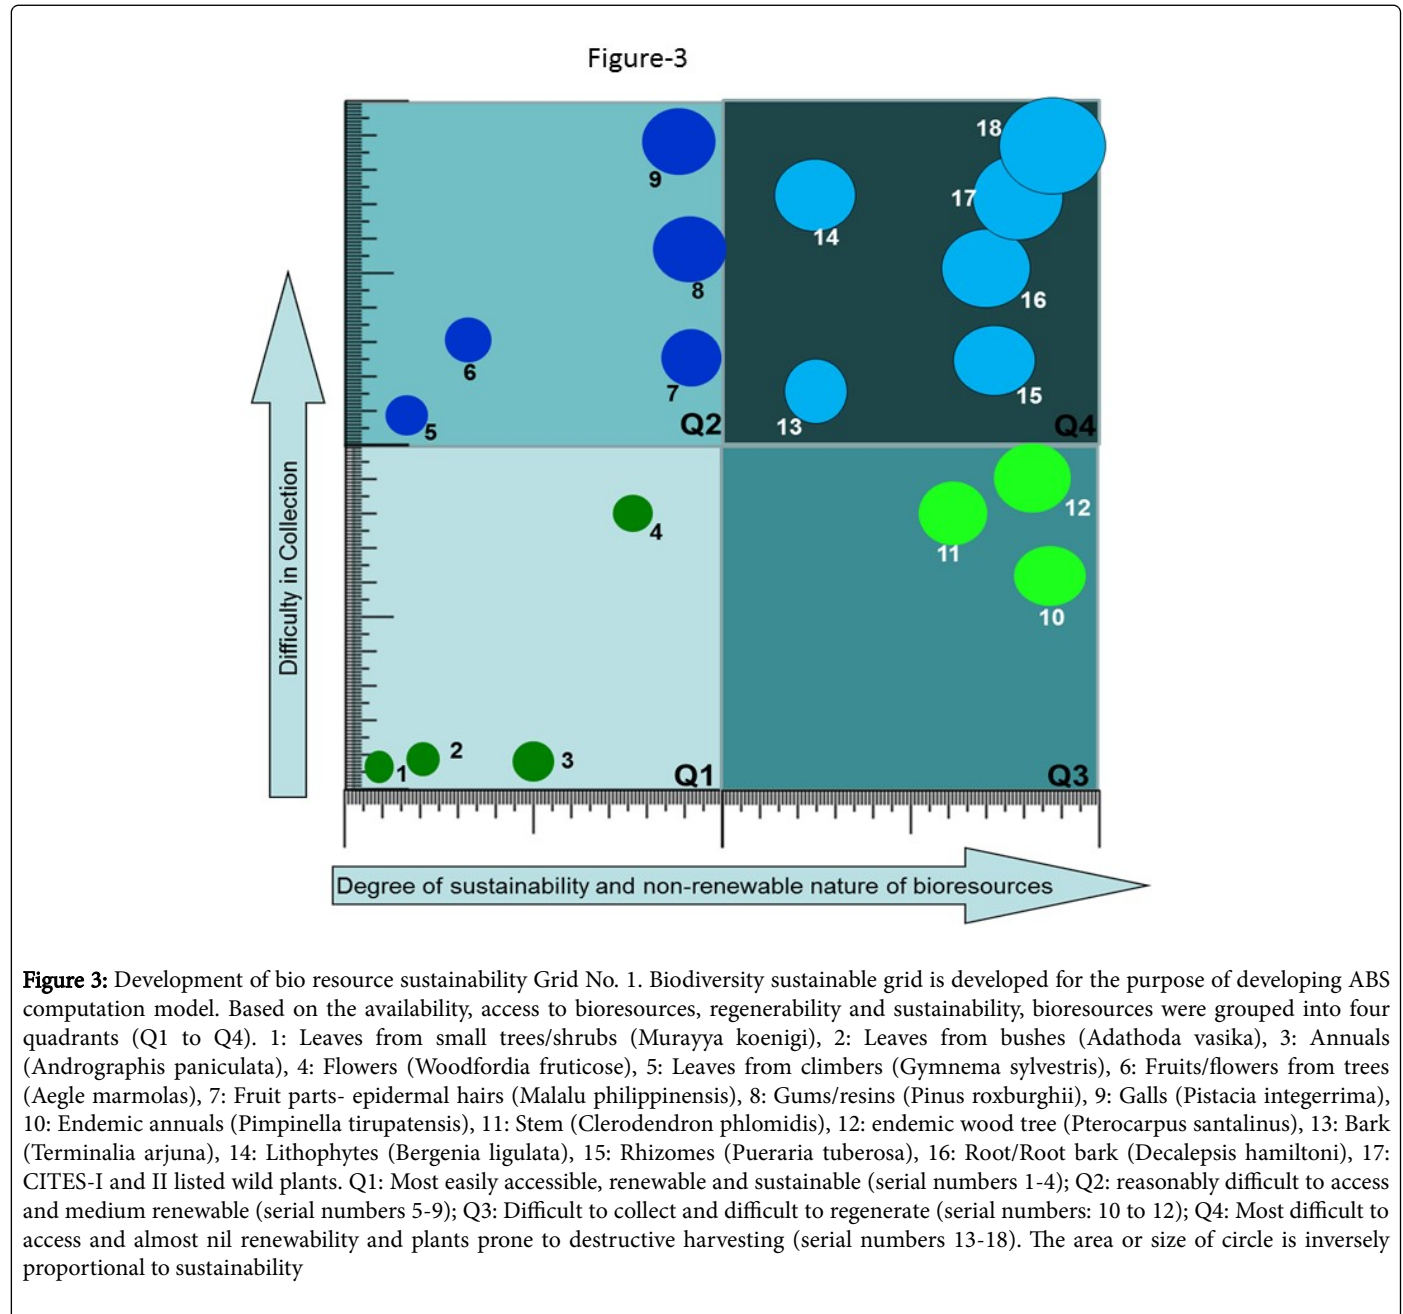 Figure-3
18
9
17
14
8
16
6
7
15
5
13
Q2
Q4
12
4
11
10
2
3
1
Q1
Q3
Difficulty in Collection
Degree of sustainability and non-renewable nature of bioresources
Figure 3: Development of bio resource sustainability Grid No. 1. Biodiversity sustainable grid is developed for the purpose of developing ABS
computation model. Based on the availability, access to bioresources, regenerability and sustainability, bioresources were grouped into four
quadrants (Q1 to Q4). 1: Leaves from small trees/shrubs (Murayya koenigi), 2: Leaves from bushes (Adathoda vasika), 3: Annuals
(Andrographis paniculata), 4: Flowers (Woodfordia fruticose), 5: Leaves from climbers (Gymnema sylvestris), 6: Fruits/flowers from trees
(Aegle marmolas), 7: Fruit parts- epidermal hairs (Malalu philippinensis), 8: Gums/resins (Pinus roxburghii), 9: Galls (Pistacia integerrima),
10: Endemic annuals (Pimpinella tirupatensis), 11: Stem (Clerodendron phlomidis), 12: endemic wood tree (Pterocarpus santalinus), 13: Bark
(Terminalia arjuna), 14: Lithophytes (Bergenia ligulata), 15: Rhizomes (Pueraria tuberosa), 16: Root/Root bark (Decalepsis hamiltoni), 17:
CITES-I and II listed wild plants. Q1: Most easily accessible, renewable and sustainable (serial numbers 1-4); Q2: reasonably difficult to access
and medium renewable (serial numbers 5-9); Q3: Difficult to collect and difficult to regenerate (serial numbers: 10 to 12); Q4: Most difficult to
access and almost nil renewability and plants prone to destructive harvesting (serial numbers 13-18). The area or size of circle is inversely
proportional to sustainability